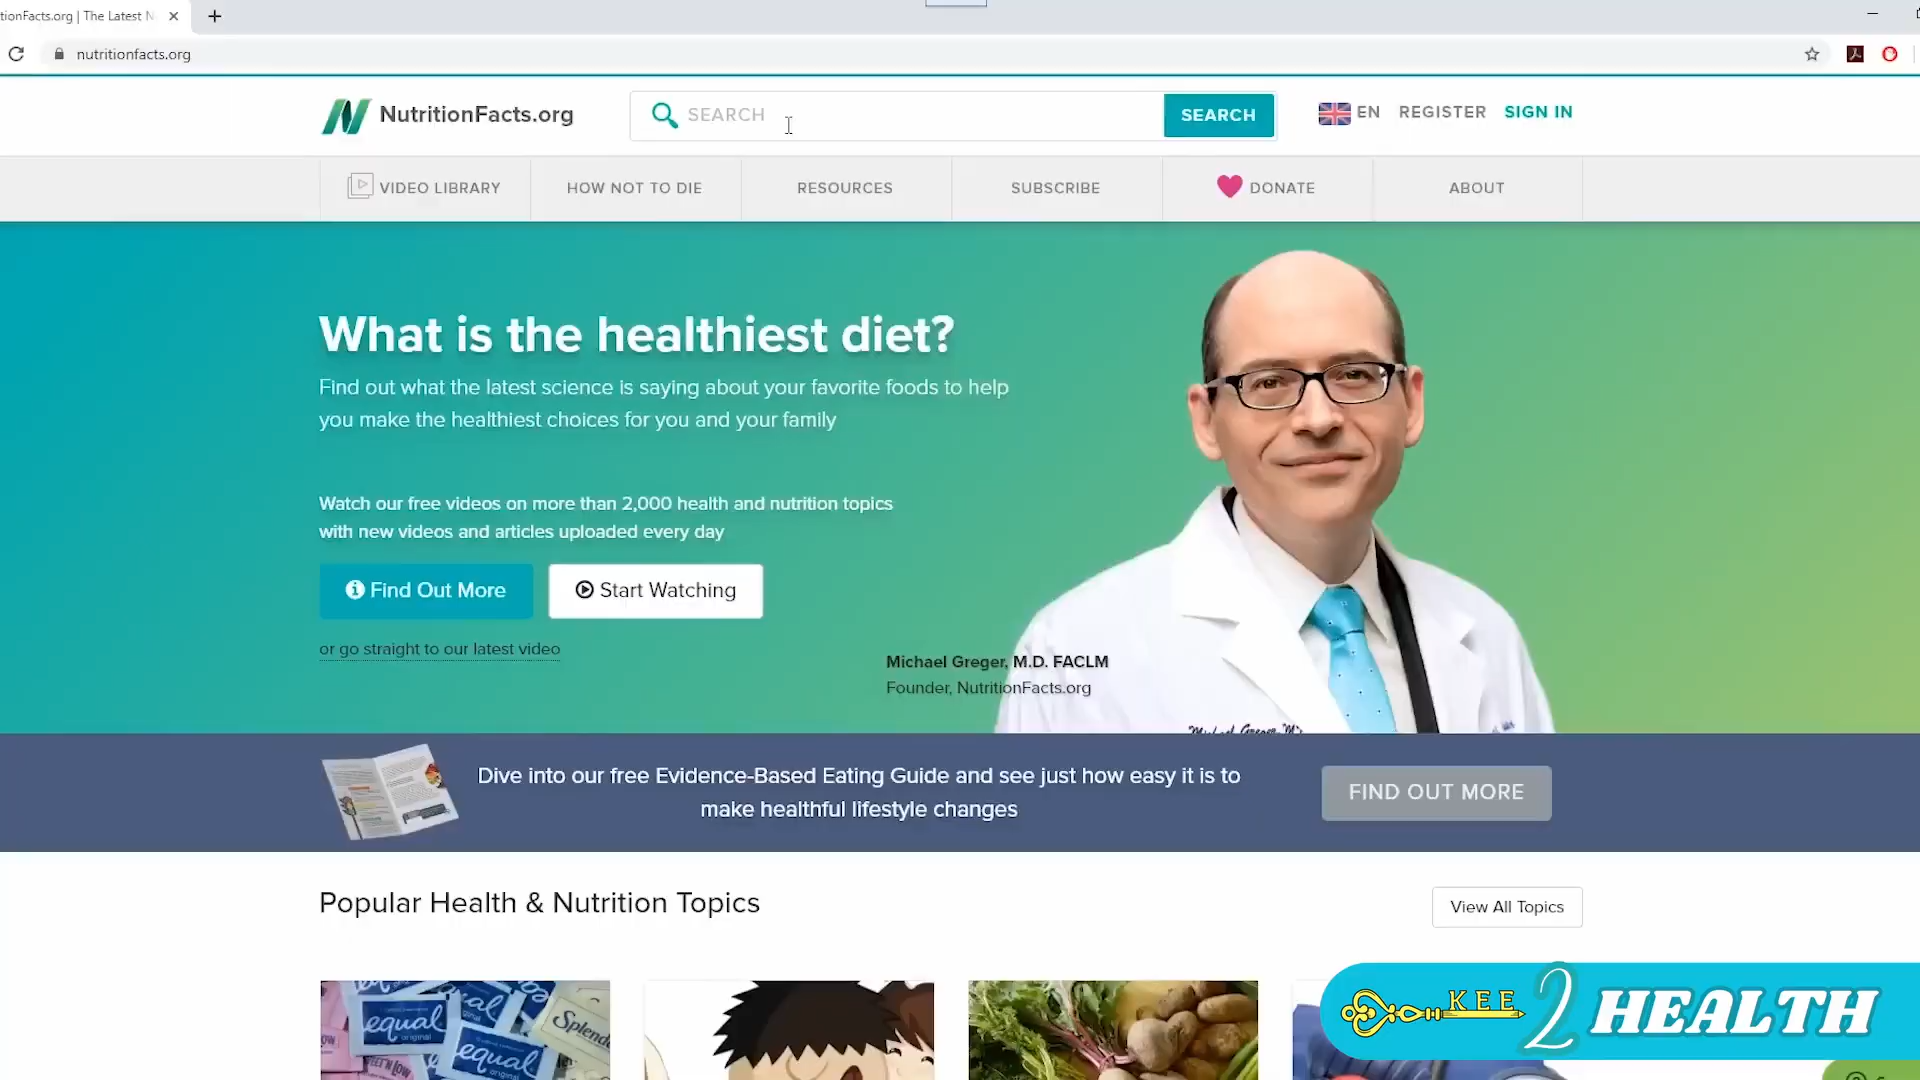 tionFacts.org | The Latest N
nutritionfacts.org
NutritionFacts.org
SEARCH
SEARCH
EN
REGISTER
SIGN IN
VIDEO LIBRARY
HOW NOT TO DIE
RESOURCES
SUBSCRIBE
DONATE
ABOUT
What is the healthiest diet?
Find out what the latest science is saying about your favorite foods to help
you make the healthiest choices for you and your family
Watch our free videos on more than 2,000 health and nutrition topics
with new videos and articles uploaded every day
Find Out More
Start Watching
or go straight to our latest video
Michael Greger, M.D. FACLM
Founder, NutritionFacts.org
Michael Greger, M
Dive into our free Evidence-Based Eating Guide and see just how easy it is to
make healthful lifestyle changes
FIND OUT MORE
Popular Health & Nutrition Topics
View All Topics
equal
original
equal
original
Splenda
KEE 2 HEALTH